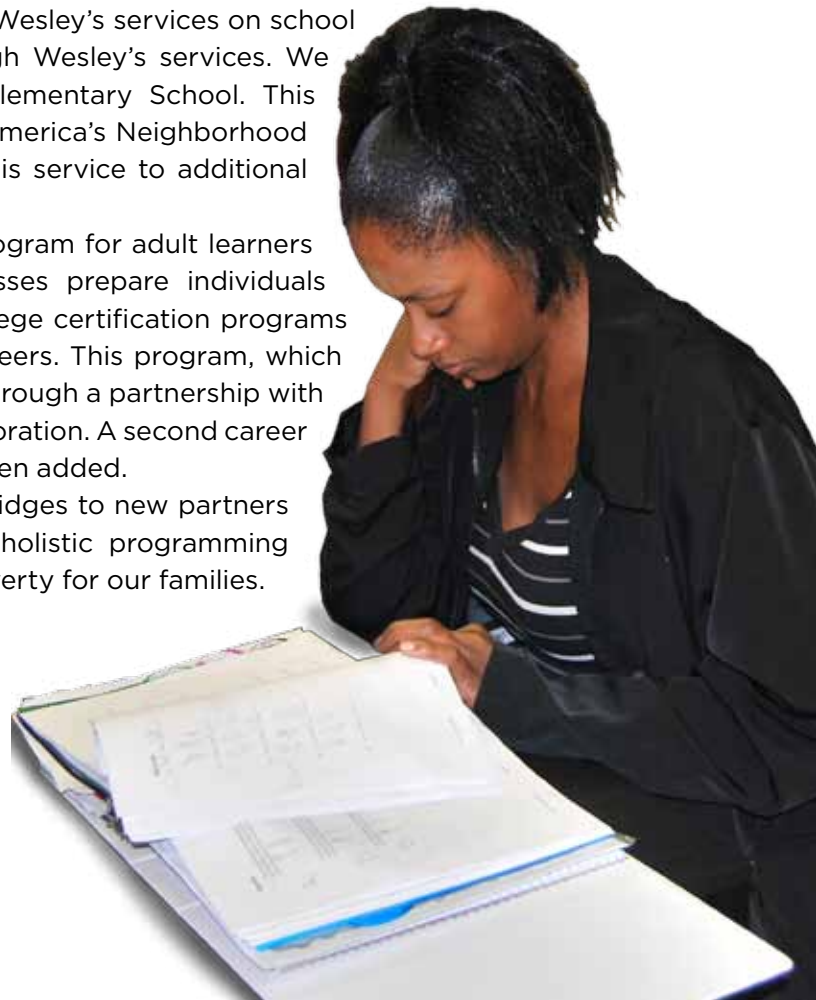 Wesley's services on school
gh Wesley's services. We
lementary School. This
merica's Neighborhood
is service to additional
ogram for adult learners
sses prepare individuals
ege certification programs
eers. This program, which
rough a partnership with
oration. A second career
en added.
idges to new partners
holistic programming
verty for our families.